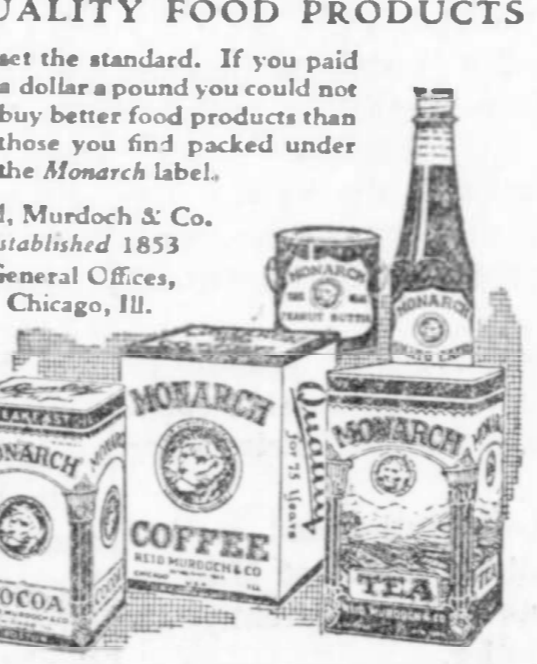 UALITY FOOD PRODUCTS
set the standard. If you paid
a dollar a pound you could not
buy better food products than
those you find packed under
the Monarch label.
d, Murdoch & Co.
stablished 1853
General Offices,
Chicago, Ill.
MONARCH
PEANUT BUTTER
MONARCH
MONARCH
COFFEE
REID MURDOCH & CO
CHICAGO
Quality
for 75 Years
ONARCH
OCOA
MONARCH
TEA